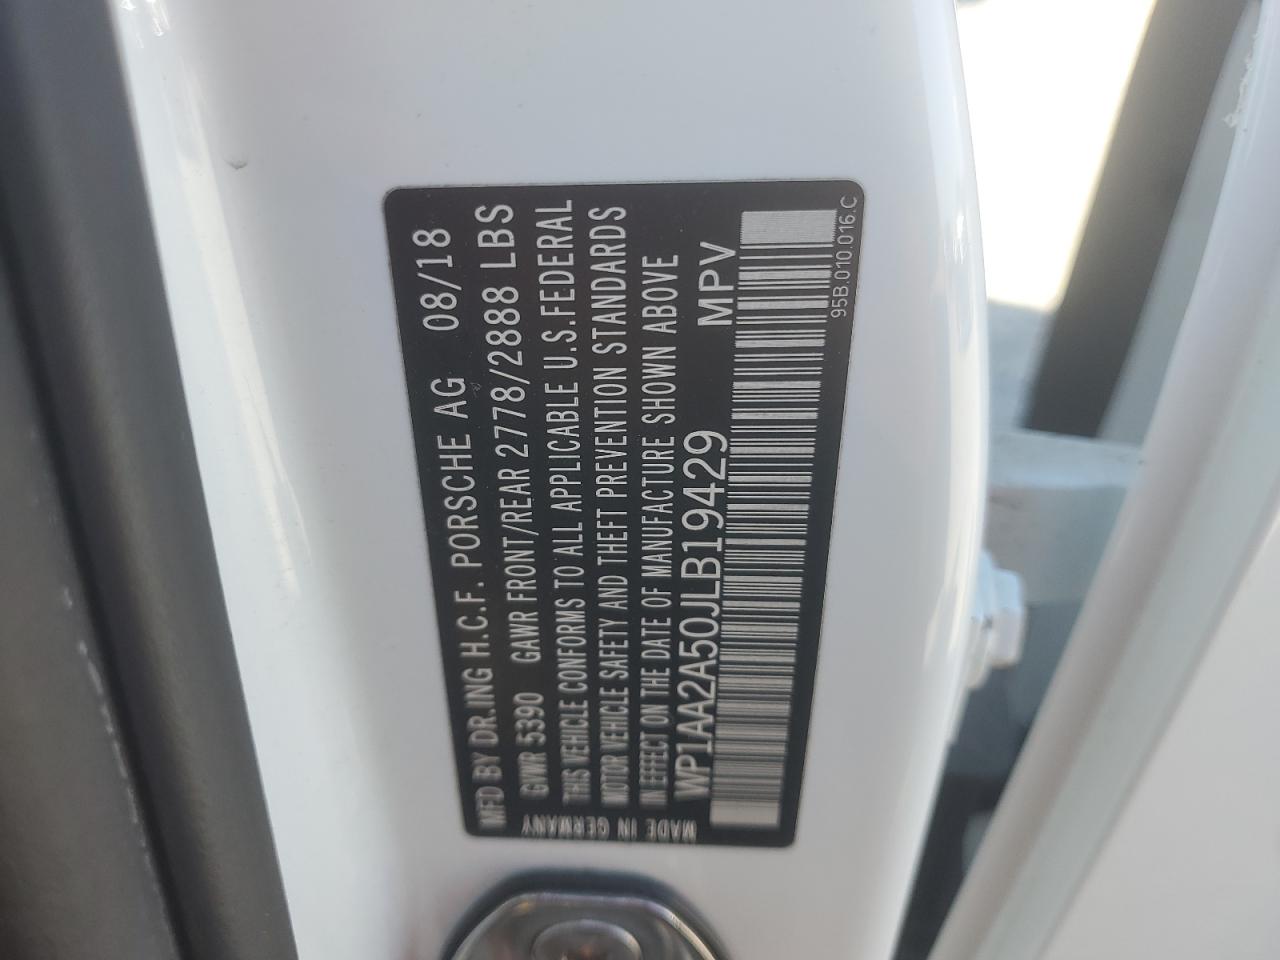 MFD BY DR.ING H.C.F. PORSCHE AG 08/18
GVWR 5390 GAWR FRONT/REAR 2778/2888 LBS
THIS VEHICLE CONFORMS TO ALL APPLICABLE U.S.FEDERAL
MOTOR VEHICLE SAFETY AND THEFT PREVENTION STANDARDS
IN EFFECT ON THE DATE OF MANUFACTURE SHOWN ABOVE
WP1AA2A50JLB19429 MPV
95B.010.016.C
MADE IN GERMANY